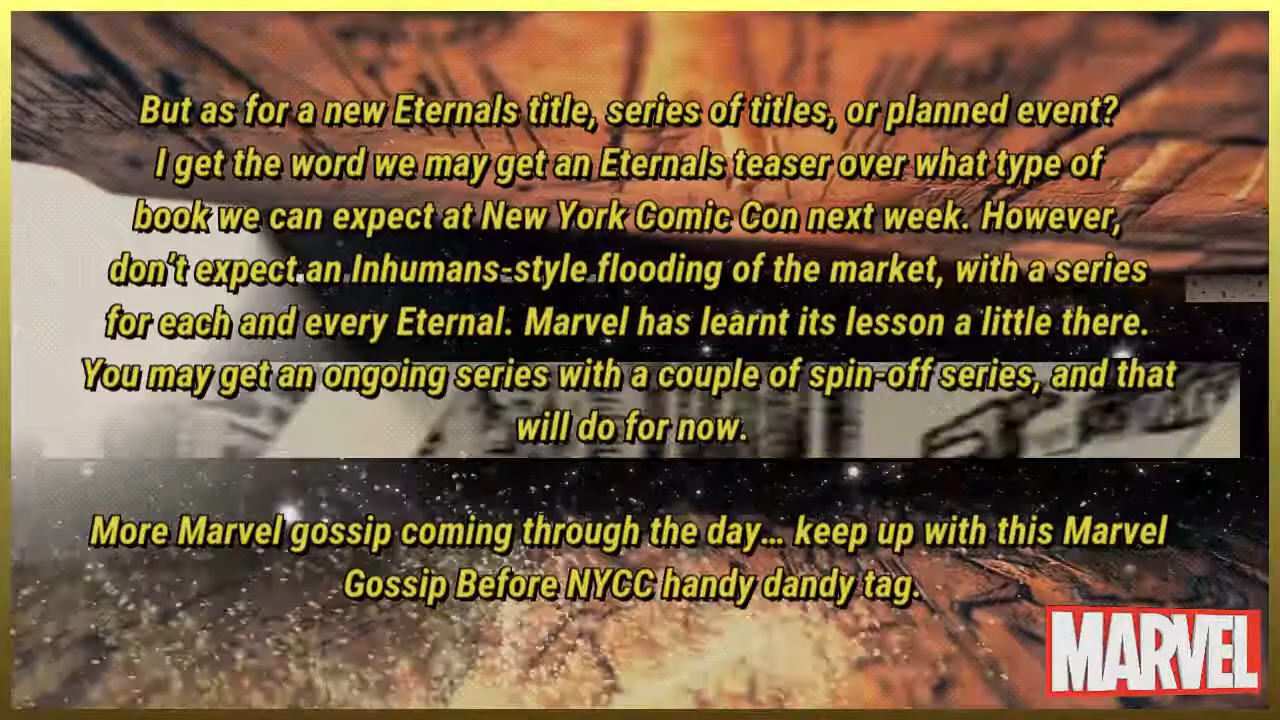 But as for a new Eternals title, series of titles, or planned event?
I get the word we may get an Eternals teaser over what type of
book we can expect at New York Comic Con next week. However,
don't expect an Inhumans-style flooding of the market, with a series
for each and every Eternal. Marvel has learnt its lesson a little there.
You may get an ongoing series with a couple of spin-off series, and that
will do for now.
More Marvel gossip coming through the day… keep up with this Marvel
Gossip Before NYCC handy dandy tag.
MARVEL